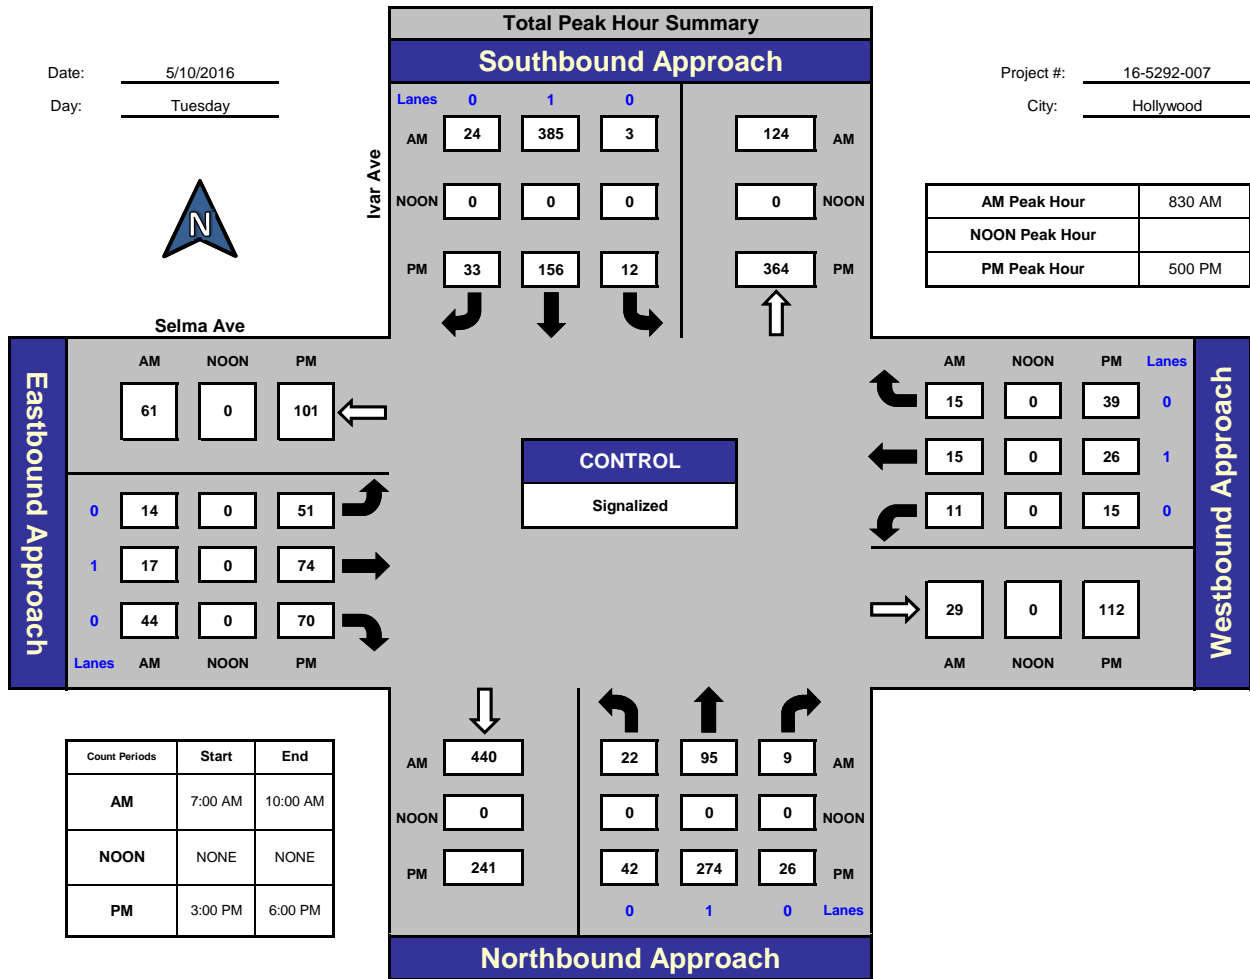 Total Peak Hour Summary
Southbound Approach
Date: 5/10/2016
Day: Tuesday
Project #: 16-5292-007
City: Hollywood
N
Ivar Ave
Lanes 0 1 0
AM 24 385 3 124 AM
NOON 0 0 0 0 NOON
PM 33 156 12 364 PM
AM Peak Hour 830 AM
NOON Peak Hour
PM Peak Hour 500 PM
Selma Ave
Eastbound Approach
AM NOON PM
61 0 101
0 14 0 51
1 17 0 74
0 44 0 70
Lanes AM NOON PM
CONTROL
Signalized
AM NOON PM Lanes
15 0 39 0
15 0 26 1
11 0 15 0
29 0 112
AM NOON PM
Westbound Approach
Count Periods Start End
AM 7:00 AM 10:00 AM
NOON NONE NONE
PM 3:00 PM 6:00 PM
AM 440 22 95 9 AM
NOON 0 0 0 0 NOON
PM 241 42 274 26 PM
0 1 0 Lanes
Northbound Approach